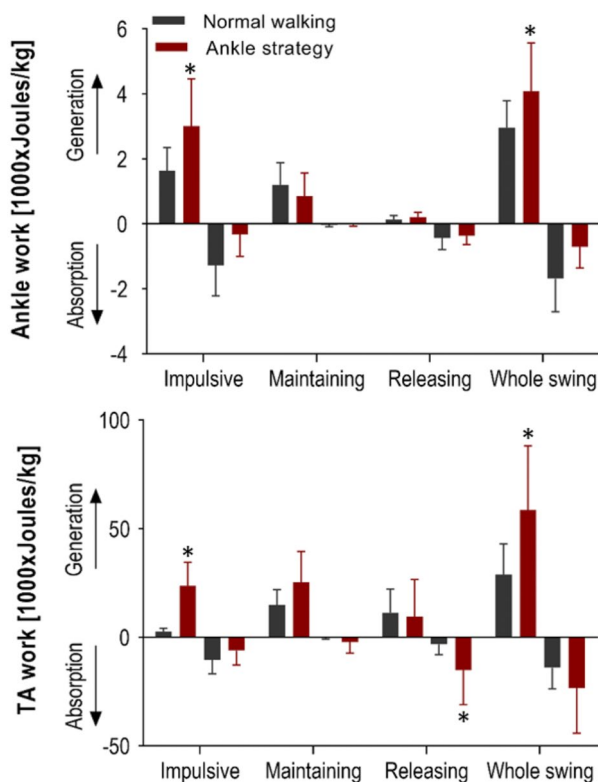 Normal walking
Ankle strategy
Ankle work [1000xJoules/kg]
Generation
Absorption
6
4
2
0
-2
-4
*
*
Impulsive Maintaining Releasing Whole swing
TA work [1000xJoules/kg]
Generation
Absorption
100
50
0
-50
*
*
*
Impulsive Maintaining Releasing Whole swing